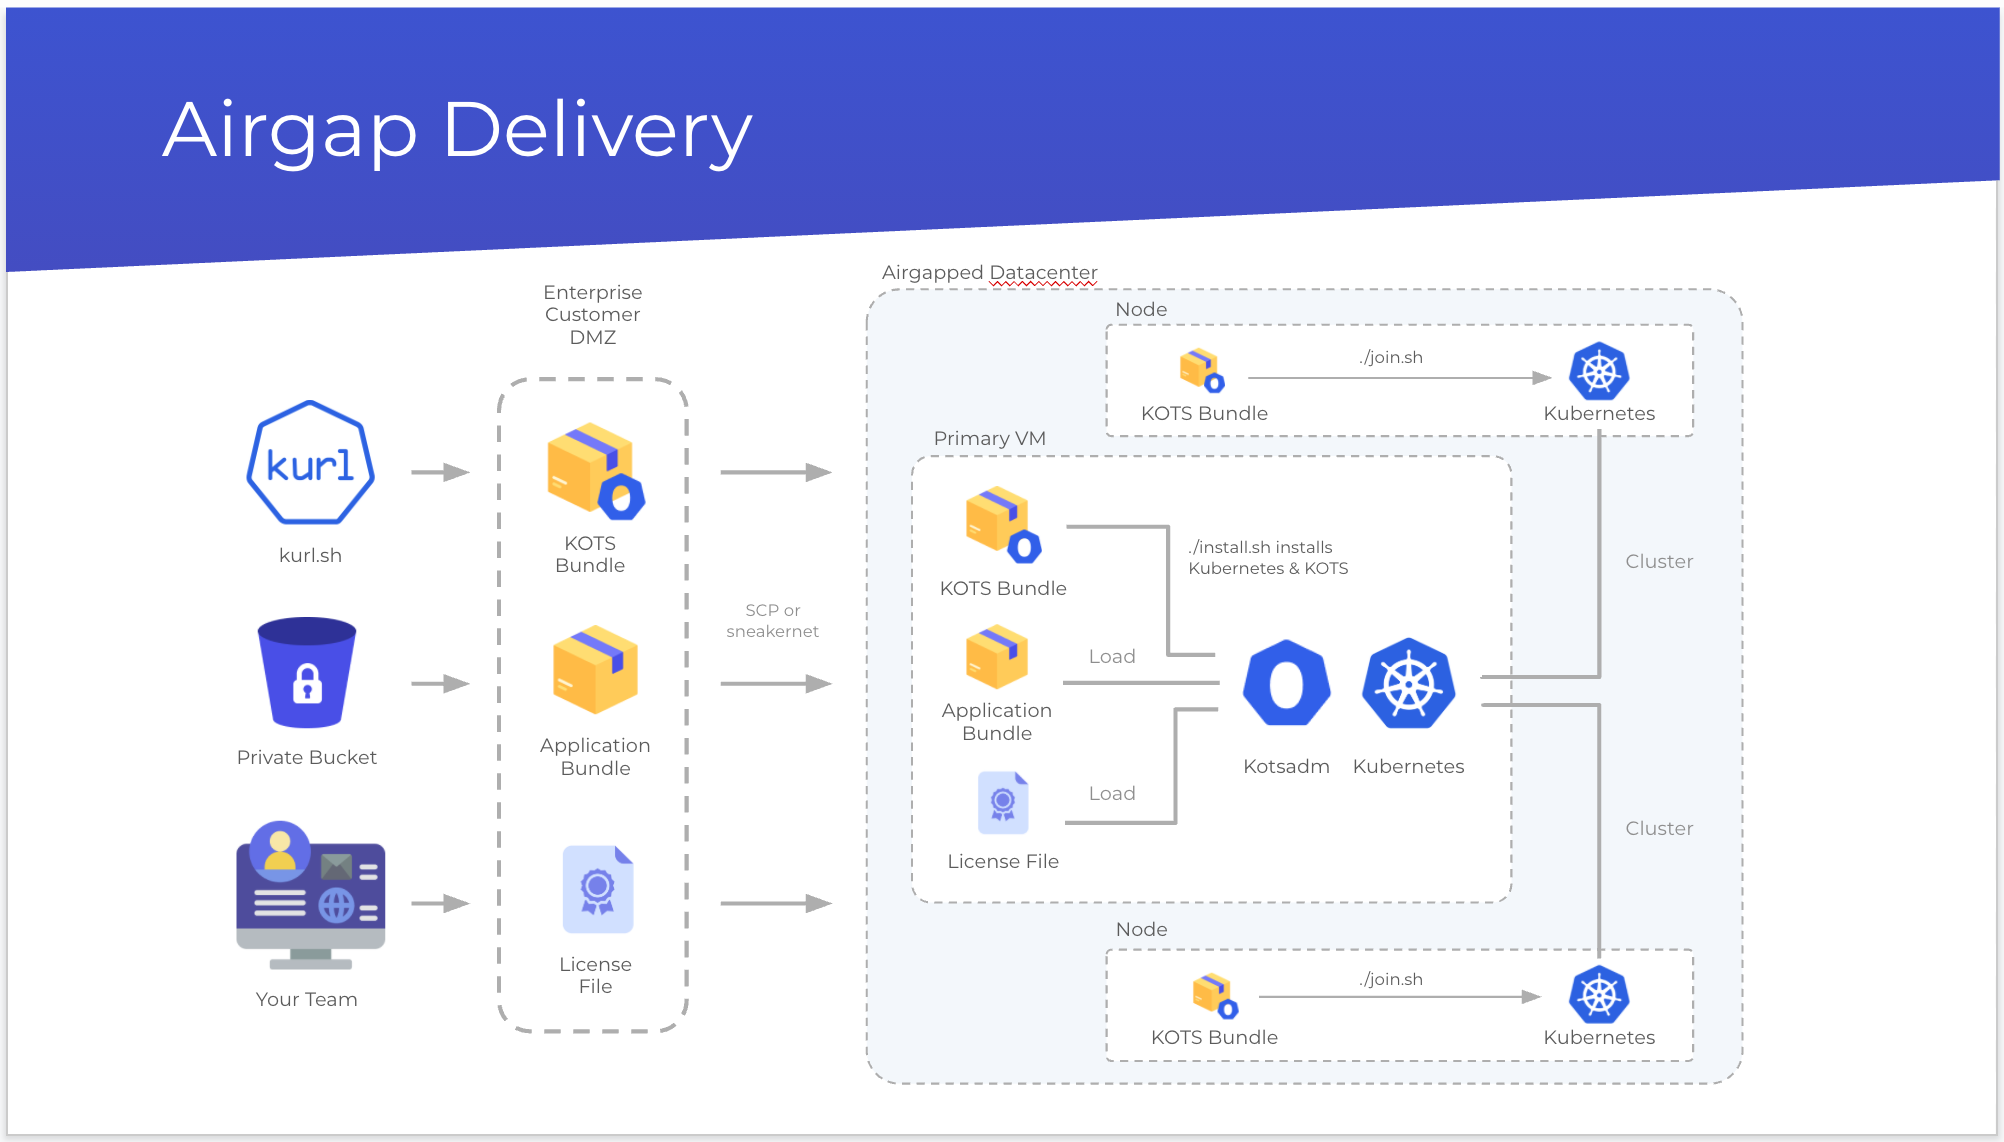 Airgap Delivery
Enterprise
Customer
DMZ
kurl
kurl.sh
Private Bucket
Your Team
KOTS
Bundle
Application
Bundle
License
File
SCP or
sneakernet
Airgapped Datacenter
Node
./join.sh
KOTS Bundle
Kubernetes
Primary VM
KOTS Bundle
./install.sh installs
Kubernetes & KOTS
Load
Application
Bundle
Load
License File
Kotsadm
Kubernetes
Cluster
Cluster
Node
./join.sh
KOTS Bundle
Kubernetes